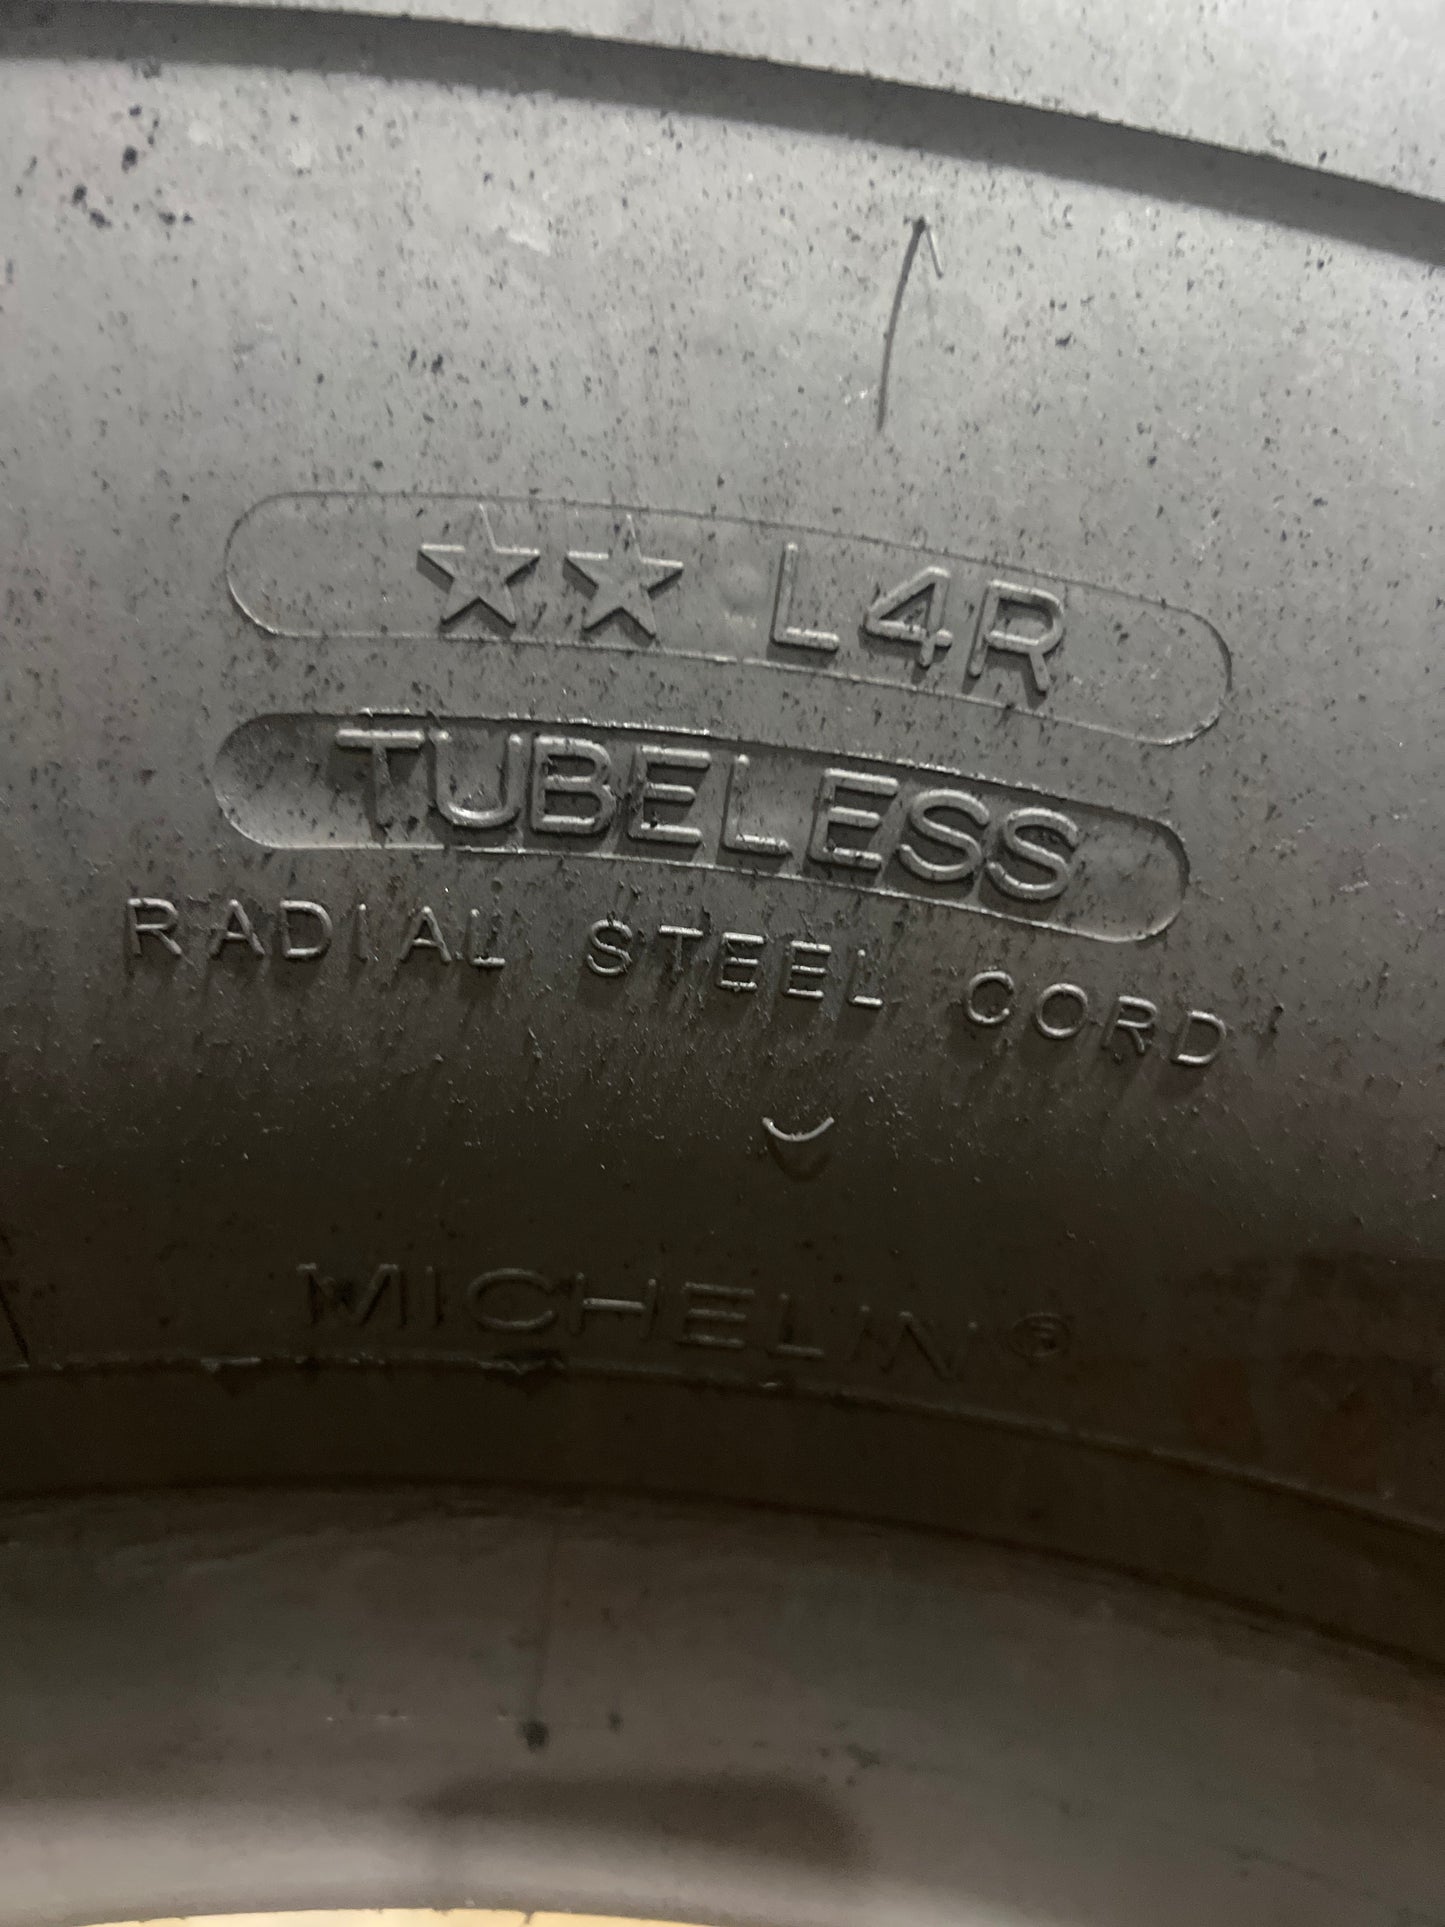 ★★ L4R
TUBELESS
RADIAL STEEL CORD
MICHELIN®